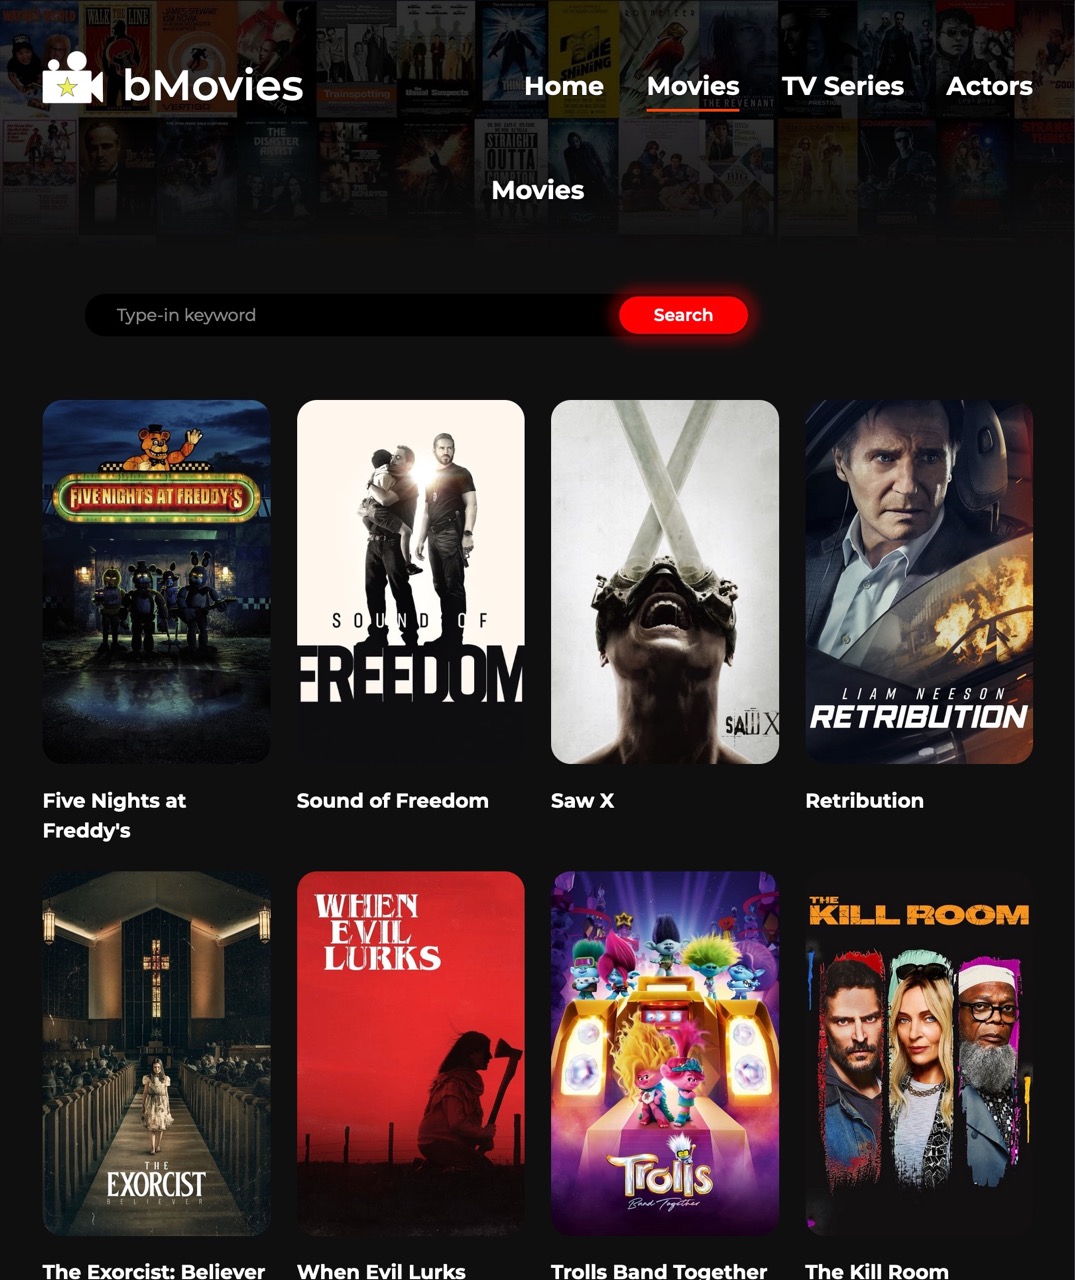 bMovies
Home
Movies
TV Series
Actors
Movies
Type-in keyword
Search
FIVE NIGHTS AT FREDDY'S
SOUND OF
FREEDOM
SAW X
LIAM NEESON
RETRIBUTION
Five Nights at
Freddy's
Sound of Freedom
Saw X
Retribution
THE
EXORCIST
BELIEVER
WHEN
EVIL
LURKS
Trolls
Band Together
THE
KILL ROOM
The Exorcist: Believer
When Evil Lurks
Trolls Band Together
The Kill Room